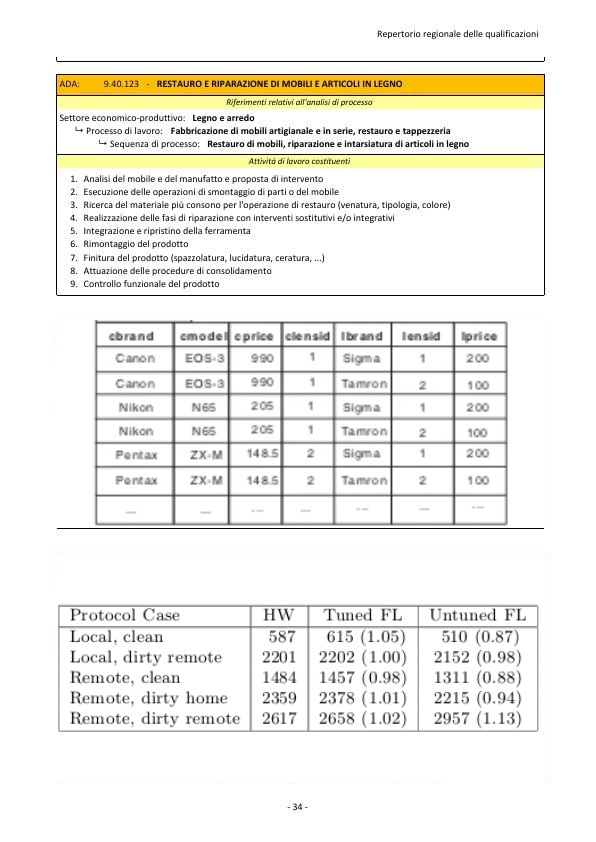 Repertorio regionale delle qualificazioni
ADA: 9.40.123 - RESTAURO E RIPARAZIONE DI MOBILI E ARTICOLI IN LEGNO
Riferimenti relativi all'analisi di processo
Settore economico-produttivo: Legno e arredo
↳ Processo di lavoro: Fabbricazione di mobili artigianale e in serie, restauro e tappezzeria
↳ Sequenza di processo: Restauro di mobili, riparazione e intarsiatura di articoli in legno
Attività di lavoro costituenti
1. Analisi del mobile e del manufatto e proposta di intervento
2. Esecuzione delle operazioni di smontaggio di parti o del mobile
3. Ricerca del materiale più consono per l'operazione di restauro (venatura, tipologia, colore)
4. Realizzazione delle fasi di riparazione con interventi sostitutivi e/o integrativi
5. Integrazione e ripristino della ferramenta
6. Rimontaggio del prodotto
7. Finitura del prodotto (spazzolatura, lucidatura, ceratura, ...)
8. Attuazione delle procedure di consolidamento
9. Controllo funzionale del prodotto
cbrand cmodel cprice clensid lbrand lensid lprice
Canon EOS-3 990 1 Sigma 1 200
Canon EOS-3 990 1 Tamron 2 100
Nikon N65 205 1 Sigma 1 200
Nikon N65 205 1 Tamron 2 100
Pentax ZX-M 148.5 2 Sigma 1 200
Pentax ZX-M 148.5 2 Tamron 2 100
... ... ... ... ... ... ...
Protocol Case HW Tuned FL Untuned FL
Local, clean 587 615 (1.05) 510 (0.87)
Local, dirty remote 2201 2202 (1.00) 2152 (0.98)
Remote, clean 1484 1457 (0.98) 1311 (0.88)
Remote, dirty home 2359 2378 (1.01) 2215 (0.94)
Remote, dirty remote 2617 2658 (1.02) 2957 (1.13)
- 34 -